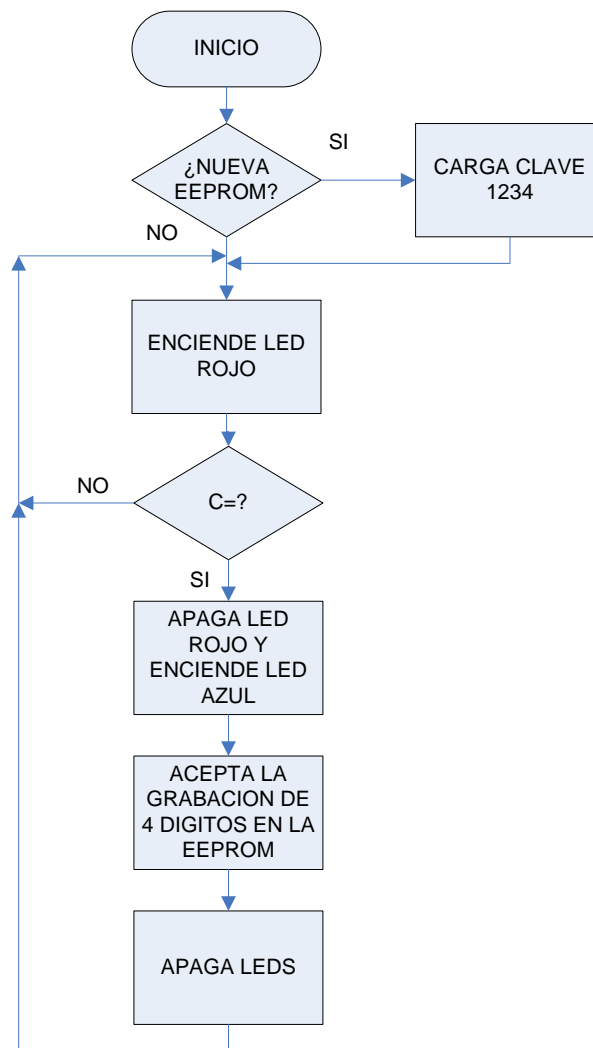 INICIO
¿NUEVA
EEPROM?
SI
CARGA CLAVE
1234
NO
ENCIENDE LED
ROJO
C=?
NO
SI
APAGA LED
ROJO Y
ENCIENDE LED
AZUL
ACEPTA LA
GRABACION DE
4 DIGITOS EN LA
EEPROM
APAGA LEDS